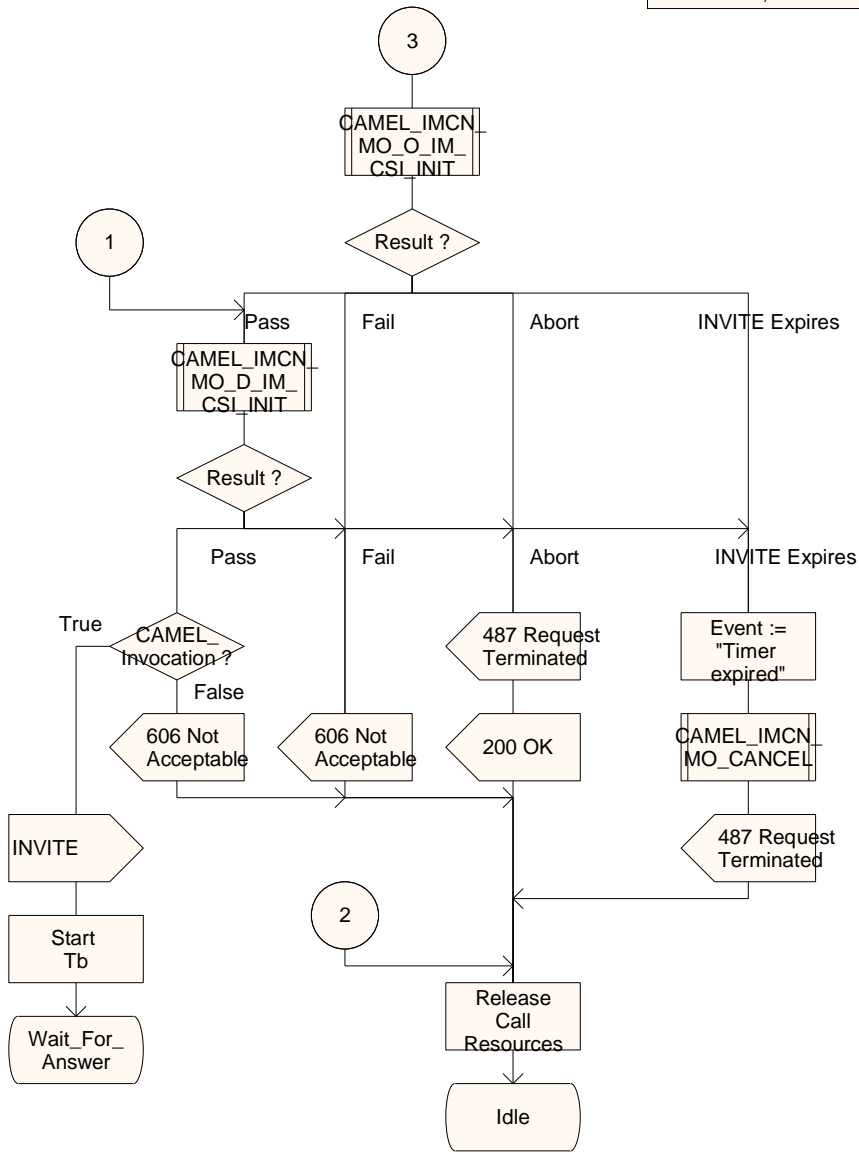 3
CAMEL_IMCN_
MO_O_IM_
CSI_INIT
1
Result ?
Pass
Fail
Abort
INVITE Expires
CAMEL_IMCN_
MO_D_IM_
CSI_INIT
Result ?
Pass
Fail
Abort
INVITE Expires
True
CAMEL_
Invocation ?
False
487 Request
Terminated
Event :=
"Timer
expired"
606 Not
Acceptable
606 Not
Acceptable
200 OK
CAMEL_IMCN_
MO_CANCEL
INVITE
487 Request
Terminated
2
Start
Tb
Release
Call
Resources
Wait_For_
Answer
Idle